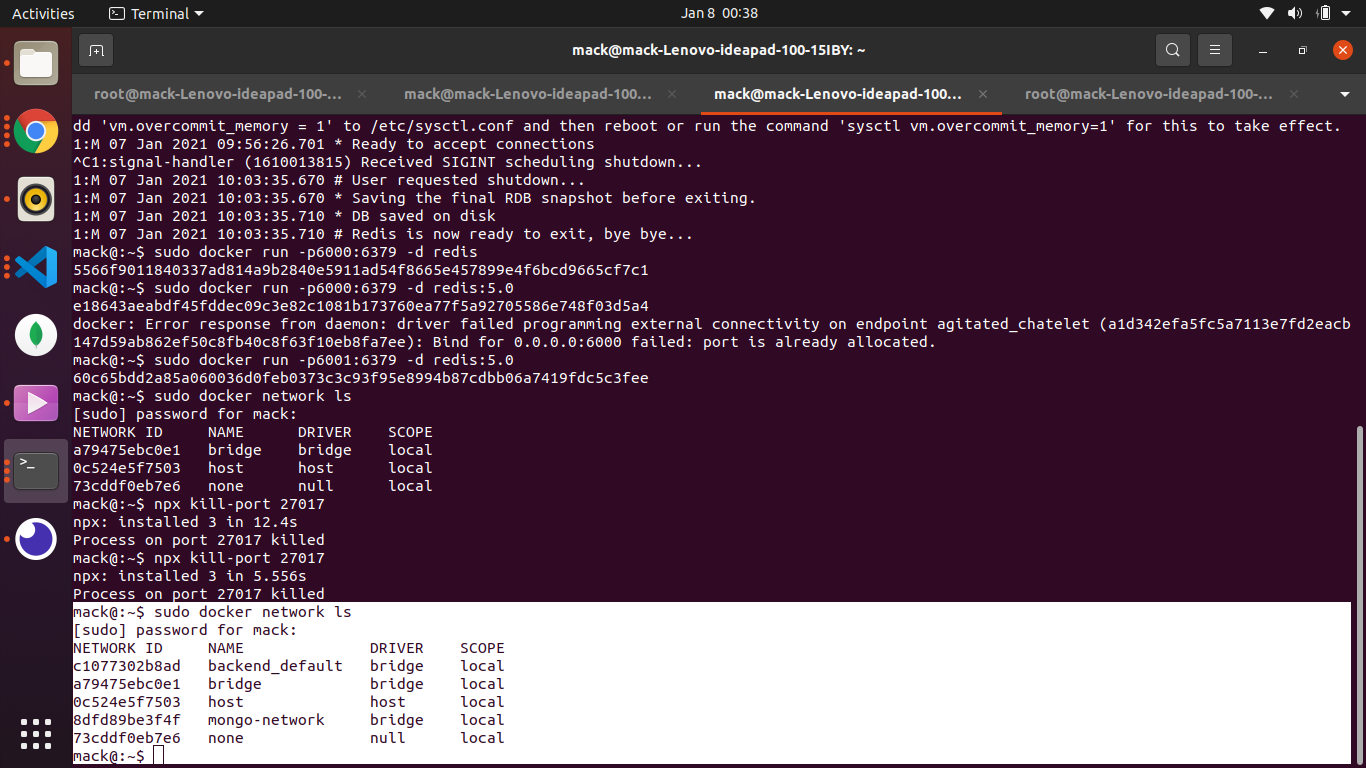 Activities
Terminal
Jan 8 00:38
mack@mack-Lenovo-ideapad-100-15IBY: ~
root@mack-Lenovo-ideapad-100-...
mack@mack-Lenovo-ideapad-100...
mack@mack-Lenovo-ideapad-100...
root@mack-Lenovo-ideapad-100-...
dd 'vm.overcommit_memory = 1' to /etc/sysctl.conf and then reboot or run the command 'sysctl vm.overcommit_memory=1' for this to take effect.
1:M 07 Jan 2021 09:56:26.701 * Ready to accept connections
^C1:signal-handler (1610013815) Received SIGINT scheduling shutdown...
1:M 07 Jan 2021 10:03:35.670 # User requested shutdown...
1:M 07 Jan 2021 10:03:35.670 * Saving the final RDB snapshot before exiting.
1:M 07 Jan 2021 10:03:35.710 * DB saved on disk
1:M 07 Jan 2021 10:03:35.710 # Redis is now ready to exit, bye bye...
mack@:~$ sudo docker run -p6000:6379 -d redis
5566f9011840337ad814a9b2840e5911ad54f8665e457899e4f6bcd9665cf7c1
mack@:~$ sudo docker run -p6000:6379 -d redis:5.0
e18643aeabdf45fddec09c3e82c1081b173760ea77f5a92705586e748f03d5a4
docker: Error response from daemon: driver failed programming external connectivity on endpoint agitated_chatelet (a1d342efa5fc5a7113e7fd2eacb
147d59ab862ef50c8fb40c8f63f10eb8fa7ee): Bind for 0.0.0.0:6000 failed: port is already allocated.
mack@:~$ sudo docker run -p6001:6379 -d redis:5.0
60c65bdd2a85a060036d0feb0373c3c93f95e8994b87cdbb06a7419fdc5c3fee
mack@:~$ sudo docker network ls
[sudo] password for mack:
NETWORK ID     NAME      DRIVER    SCOPE
a79475ebc0e1   bridge    bridge    local
0c524e5f7503   host      host      local
73cddf0eb7e6   none      null      local
mack@:~$ npx kill-port 27017
npx: installed 3 in 12.4s
Process on port 27017 killed
mack@:~$ npx kill-port 27017
npx: installed 3 in 5.556s
Process on port 27017 killed
mack@:~$ sudo docker network ls
[sudo] password for mack:
NETWORK ID     NAME              DRIVER    SCOPE
c1077302b8ad   backend_default   bridge    local
a79475ebc0e1   bridge            bridge    local
0c524e5f7503   host              host      local
8dfd89be3f4f   mongo-network     bridge    local
73cddf0eb7e6   none              null      local
mack@:~$